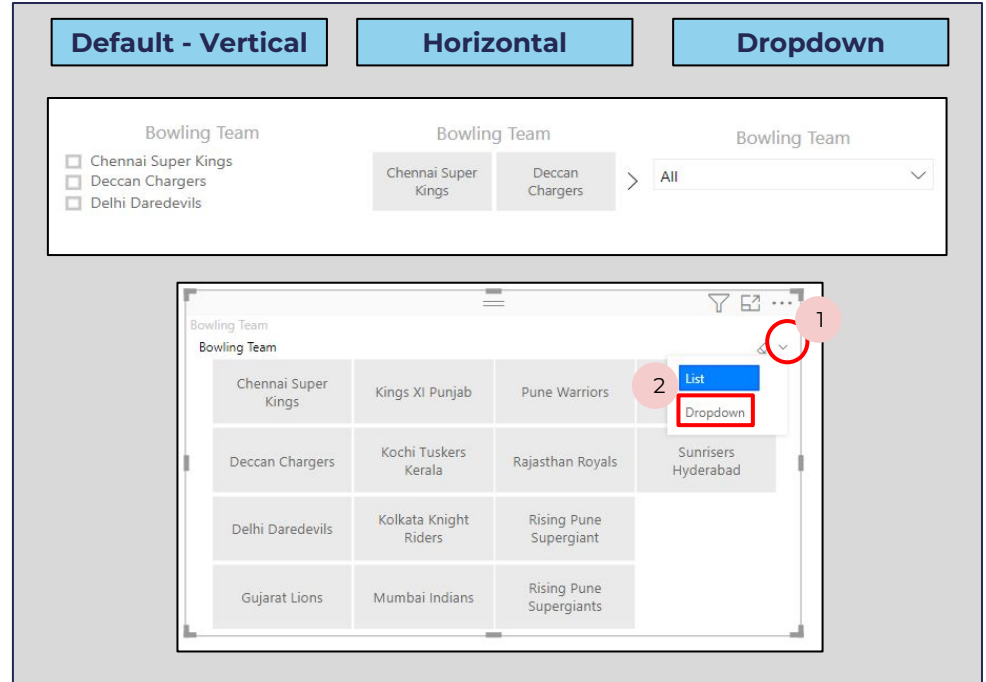 Default - Vertical
Horizontal
Dropdown
Bowling Team
Chennai Super Kings
Deccan Chargers
Delhi Daredevils
Bowling Team
Chennai Super
Kings
Deccan
Chargers
Bowling Team
All
1
Bowling Team
Bowling Team
2
List
Dropdown
Chennai Super
Kings
Kings XI Punjab
Pune Warriors
Deccan Chargers
Kochi Tuskers
Kerala
Rajasthan Royals
Sunrisers
Hyderabad
Delhi Daredevils
Kolkata Knight
Riders
Rising Pune
Supergiant
Gujarat Lions
Mumbai Indians
Rising Pune
Supergiants